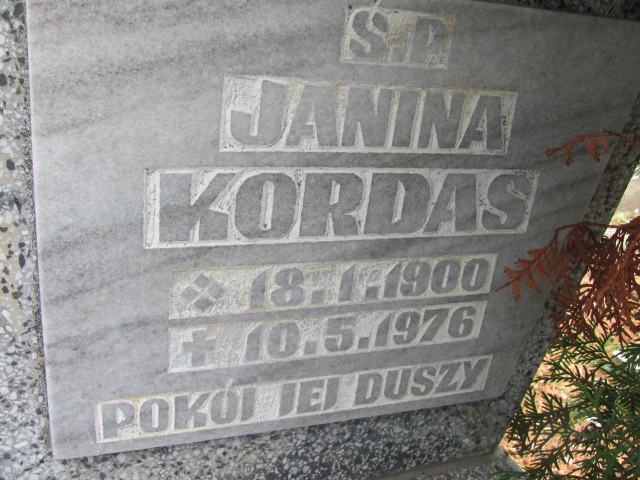 Ś.P.
JANINA
KORDAS
18.1.1900
10.5.1976
POKÓJ JEJ DUSZY